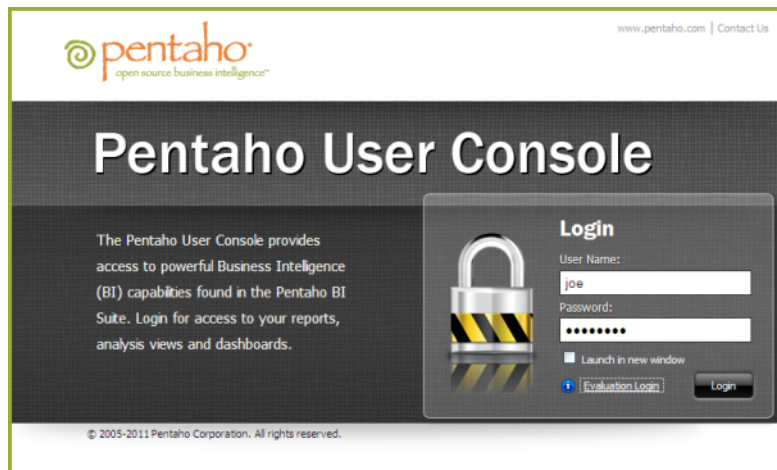 pentaho
open source business intelligence™
www.pentaho.com | Contact Us
Pentaho User Console
The Pentaho User Console provides
access to powerful Business Intelligence
(BI) capabilities found in the Pentaho BI
Suite. Login for access to your reports,
analysis views and dashboards.
Login
User Name:
joe
Password:
••••••••
Launch in new window
Evaluation Login
Login
© 2005-2011 Pentaho Corporation. All rights reserved.